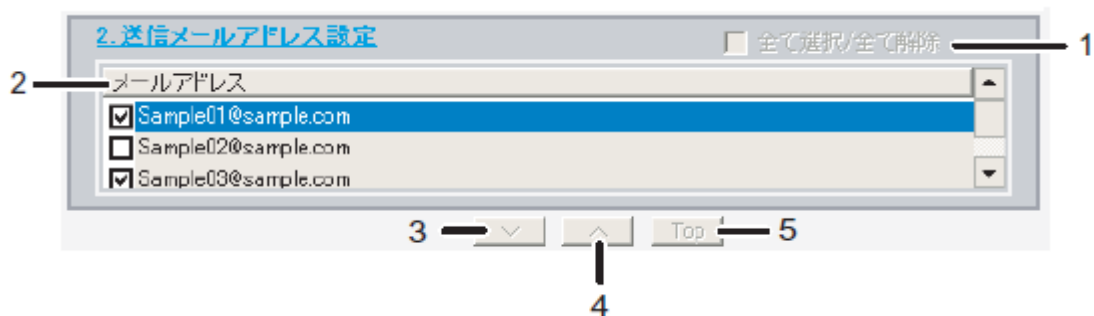 2. 送信メールアドレス設定
全て選択/全て解除
1
2
メールアドレス
Sample01@sample.com
Sample02@sample.com
Sample03@sample.com
3
Top
5
4